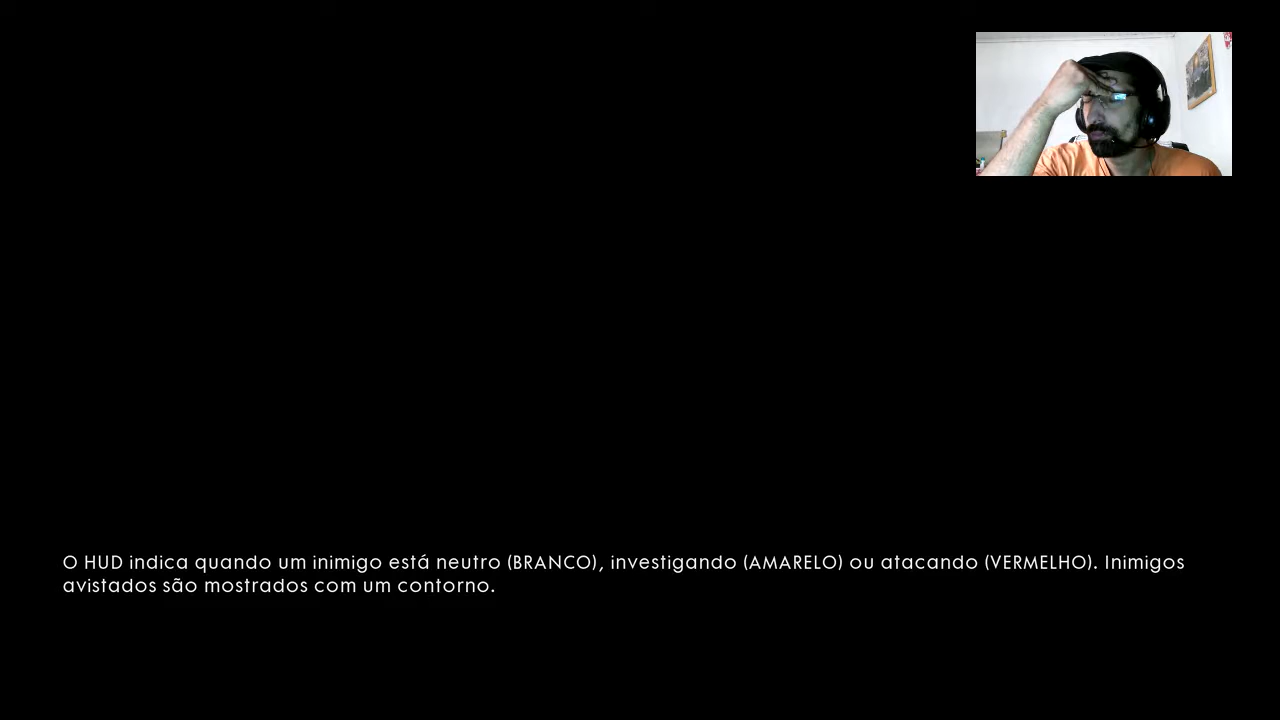 O HUD indica quando um inimigo está neutro (BRANCO), investigando (AMARELO) ou atacando (VERMELHO). Inimigos
avistados são mostrados com um contorno.